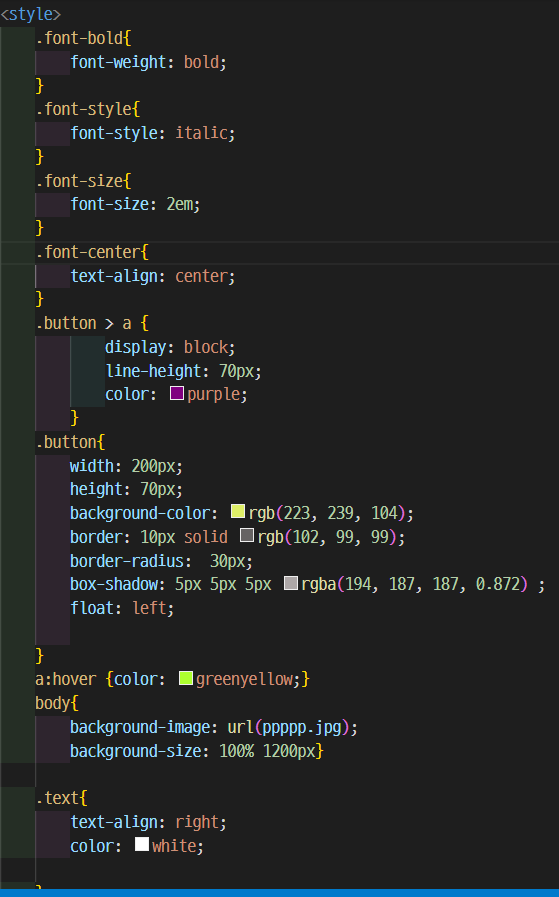 <style>
.font-bold{
font-weight: bold;
}
.font-style{
font-style: italic;
}
.font-size{
font-size: 2em;
}
.font-center{
text-align: center;
}
.button > a {
display: block;
line-height: 70px;
color: purple;
}
.button{
width: 200px;
height: 70px;
background-color: rgb(223, 239, 104);
border: 10px solid rgb(102, 99, 99);
border-radius:  30px;
box-shadow: 5px 5px 5px rgba(194, 187, 187, 0.872) ;
float: left;
}
a:hover {color: greenyellow;}
body{
background-image: url(ppppp.jpg);
background-size: 100% 1200px}
.text{
text-align: right;
color: white;
}